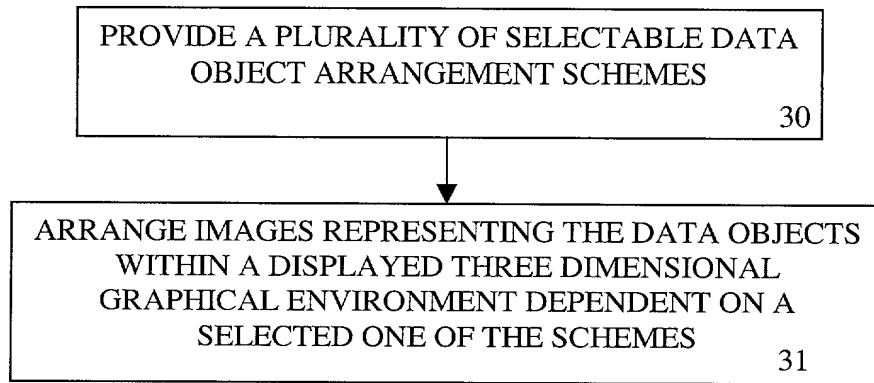 PROVIDE A PLURALITY OF SELECTABLE DATA
OBJECT ARRANGEMENT SCHEMES
30
ARRANGE IMAGES REPRESENTING THE DATA OBJECTS
WITHIN A DISPLAYED THREE DIMENSIONAL
GRAPHICAL ENVIRONMENT DEPENDENT ON A
SELECTED ONE OF THE SCHEMES
31